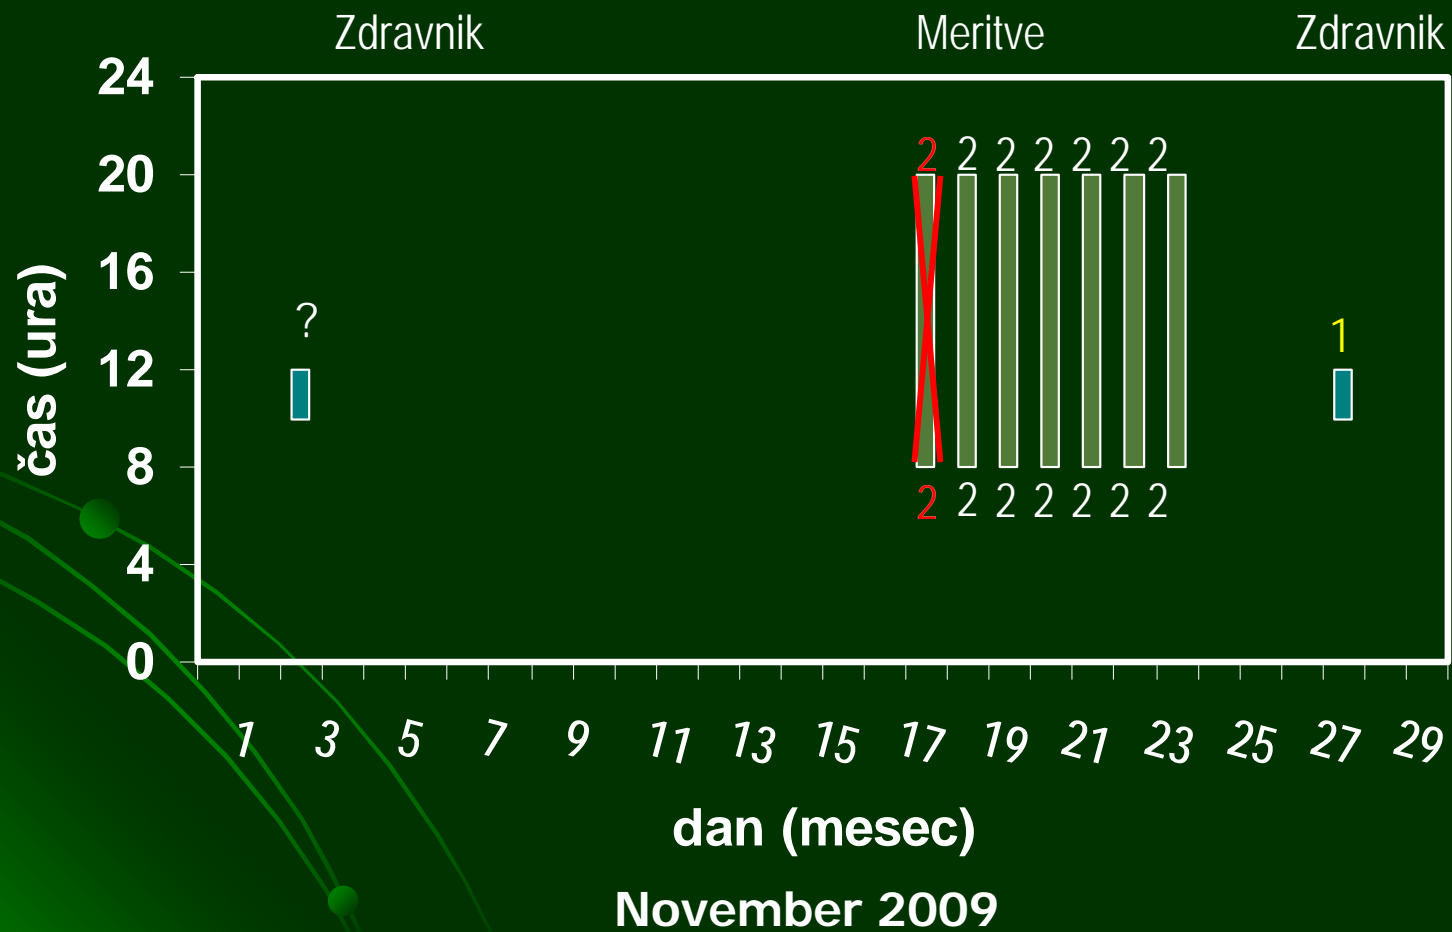 Zdravnik Meritve Zdravnik
24
2 2 2 2 2 2 2
20
16
?
1
12
8
2 2 2 2 2 2 2
4
0
čas (ura)
1 3 5 7 9 11 13 15 17 19 21 23 25 27 29
dan (mesec)
November 2009